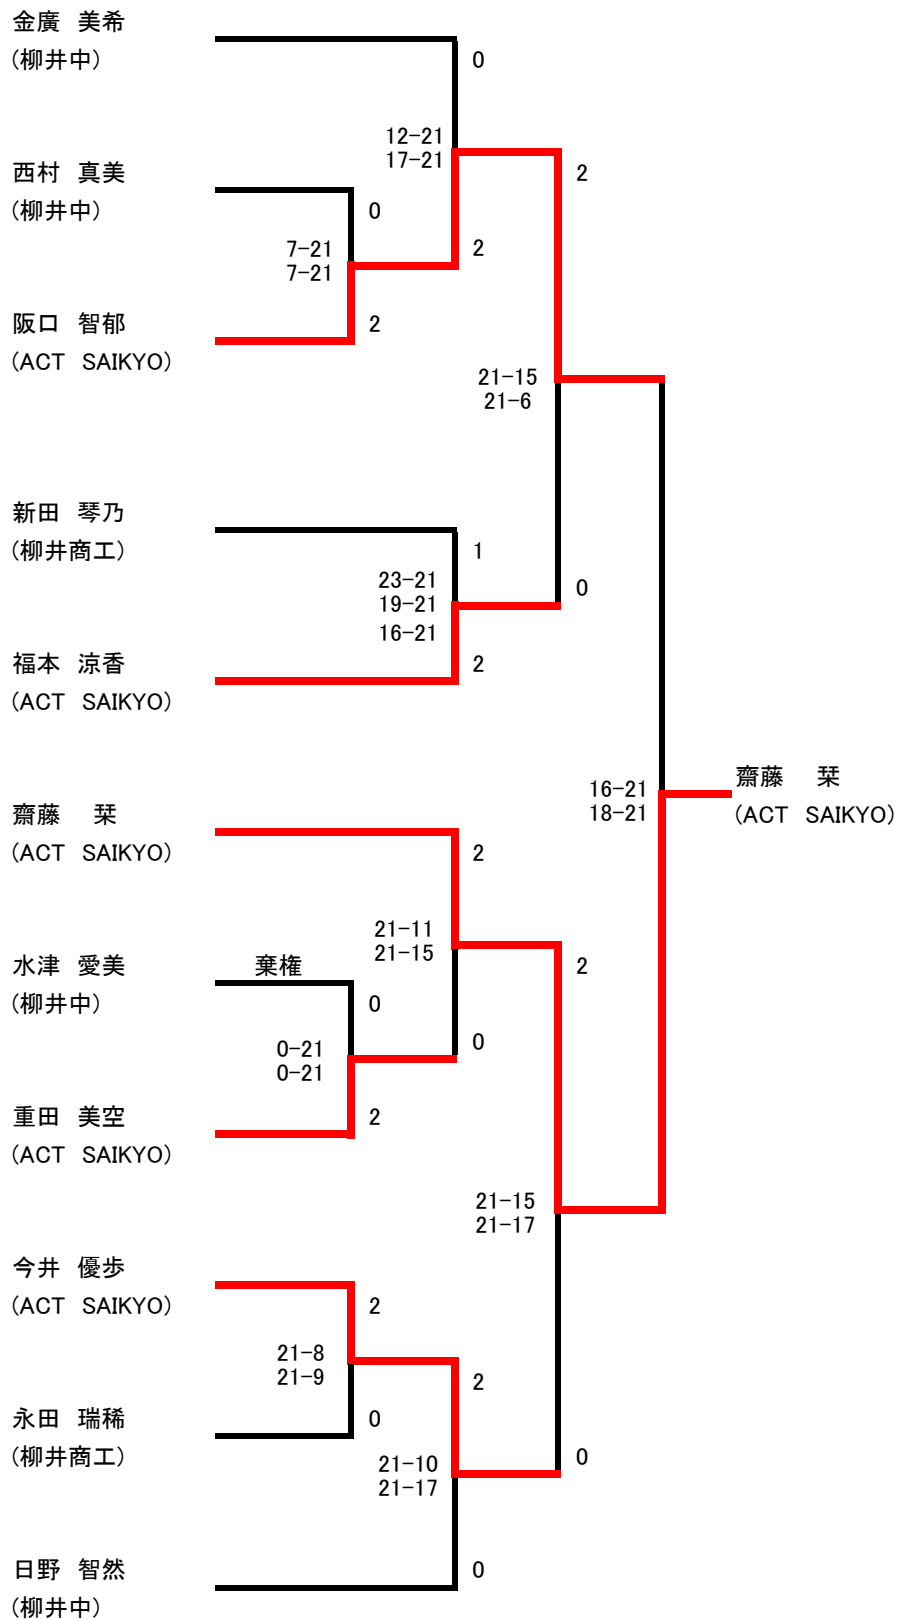 金廣　美希
(柳井中)
0
12-21
17-21
2
西村　真美
(柳井中)
0
7-21
7-21
2
阪口　智郁
(ACT　SAIKYO)
2
21-15
21-6
新田　琴乃
(柳井商工)
1
23-21
19-21
16-21
0
福本　涼香
(ACT　SAIKYO)
2
16-21
18-21
齋藤　　栞
(ACT　SAIKYO)
齋藤　　栞
(ACT　SAIKYO)
2
21-11
21-15
2
水津　愛美
(柳井中)
棄権
0
0-21
0-21
0
重田　美空
(ACT　SAIKYO)
2
21-15
21-17
今井　優歩
(ACT　SAIKYO)
2
21-8
21-9
2
永田　瑞稀
(柳井商工)
0
21-10
21-17
0
日野　智然
(柳井中)
0